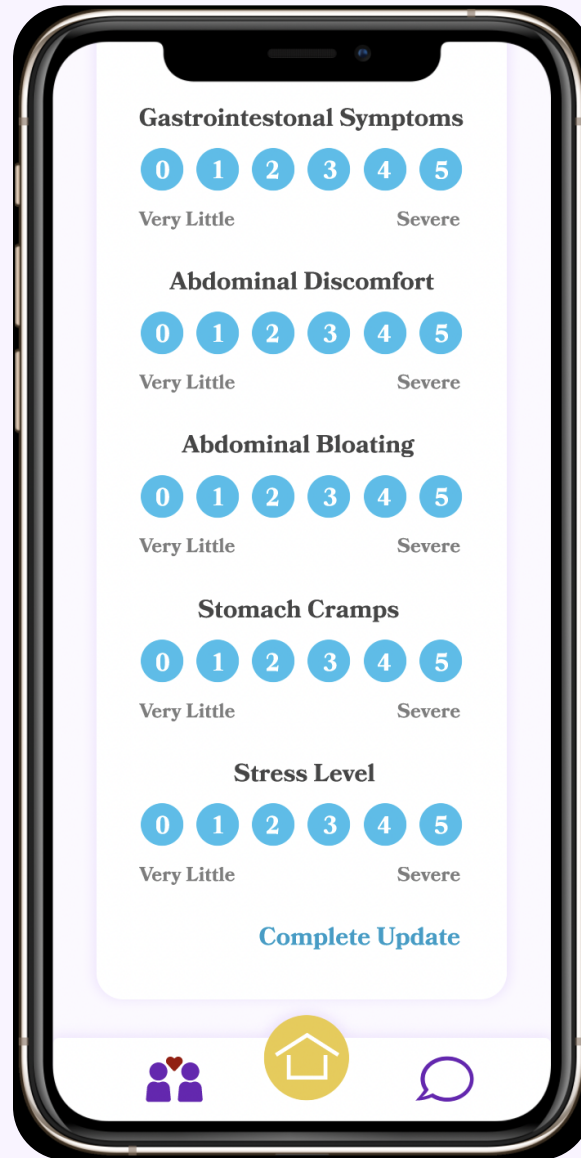 Gastrointestonal Symptoms
0 1 2 3 4 5
Very Little Severe
Abdominal Discomfort
0 1 2 3 4 5
Very Little Severe
Abdominal Bloating
0 1 2 3 4 5
Very Little Severe
Stomach Cramps
0 1 2 3 4 5
Very Little Severe
Stress Level
0 1 2 3 4 5
Very Little Severe
Complete Update